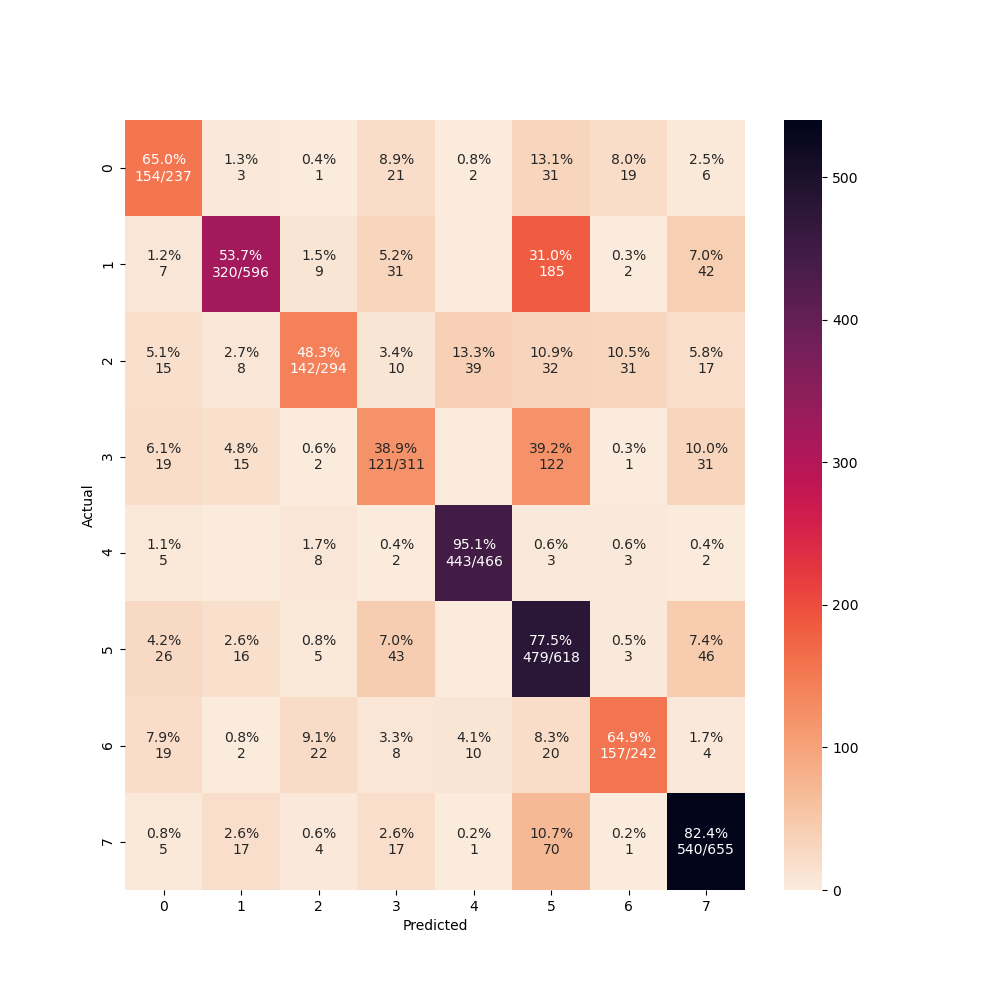 65.0% 1.3% 0.4% 8.9% 0.8% 13.1% 8.0% 2.5%
0 154/237 3 1 21 2 31 19 6
1.2% 53.7% 1.5% 5.2% 31.0% 0.3% 7.0%
1 7 320/596 9 31 185 2 42
5.1% 2.7% 48.3% 3.4% 13.3% 10.9% 10.5% 5.8%
2 15 8 142/294 10 39 32 31 17
6.1% 4.8% 0.6% 38.9% 39.2% 0.3% 10.0%
3 19 15 2 121/311 122 1 31
Actual
1.1% 1.7% 0.4% 95.1% 0.6% 0.6% 0.4%
4 5 8 2 443/466 3 3 2
4.2% 2.6% 0.8% 7.0% 77.5% 0.5% 7.4%
5 26 16 5 43 479/618 3 46
7.9% 0.8% 9.1% 3.3% 4.1% 8.3% 64.9% 1.7%
6 19 2 22 8 10 20 157/242 4
0.8% 2.6% 0.6% 2.6% 0.2% 10.7% 0.2% 82.4%
7 5 17 4 17 1 70 1 540/655
0 1 2 3 4 5 6 7
Predicted
500
400
300
200
100
0